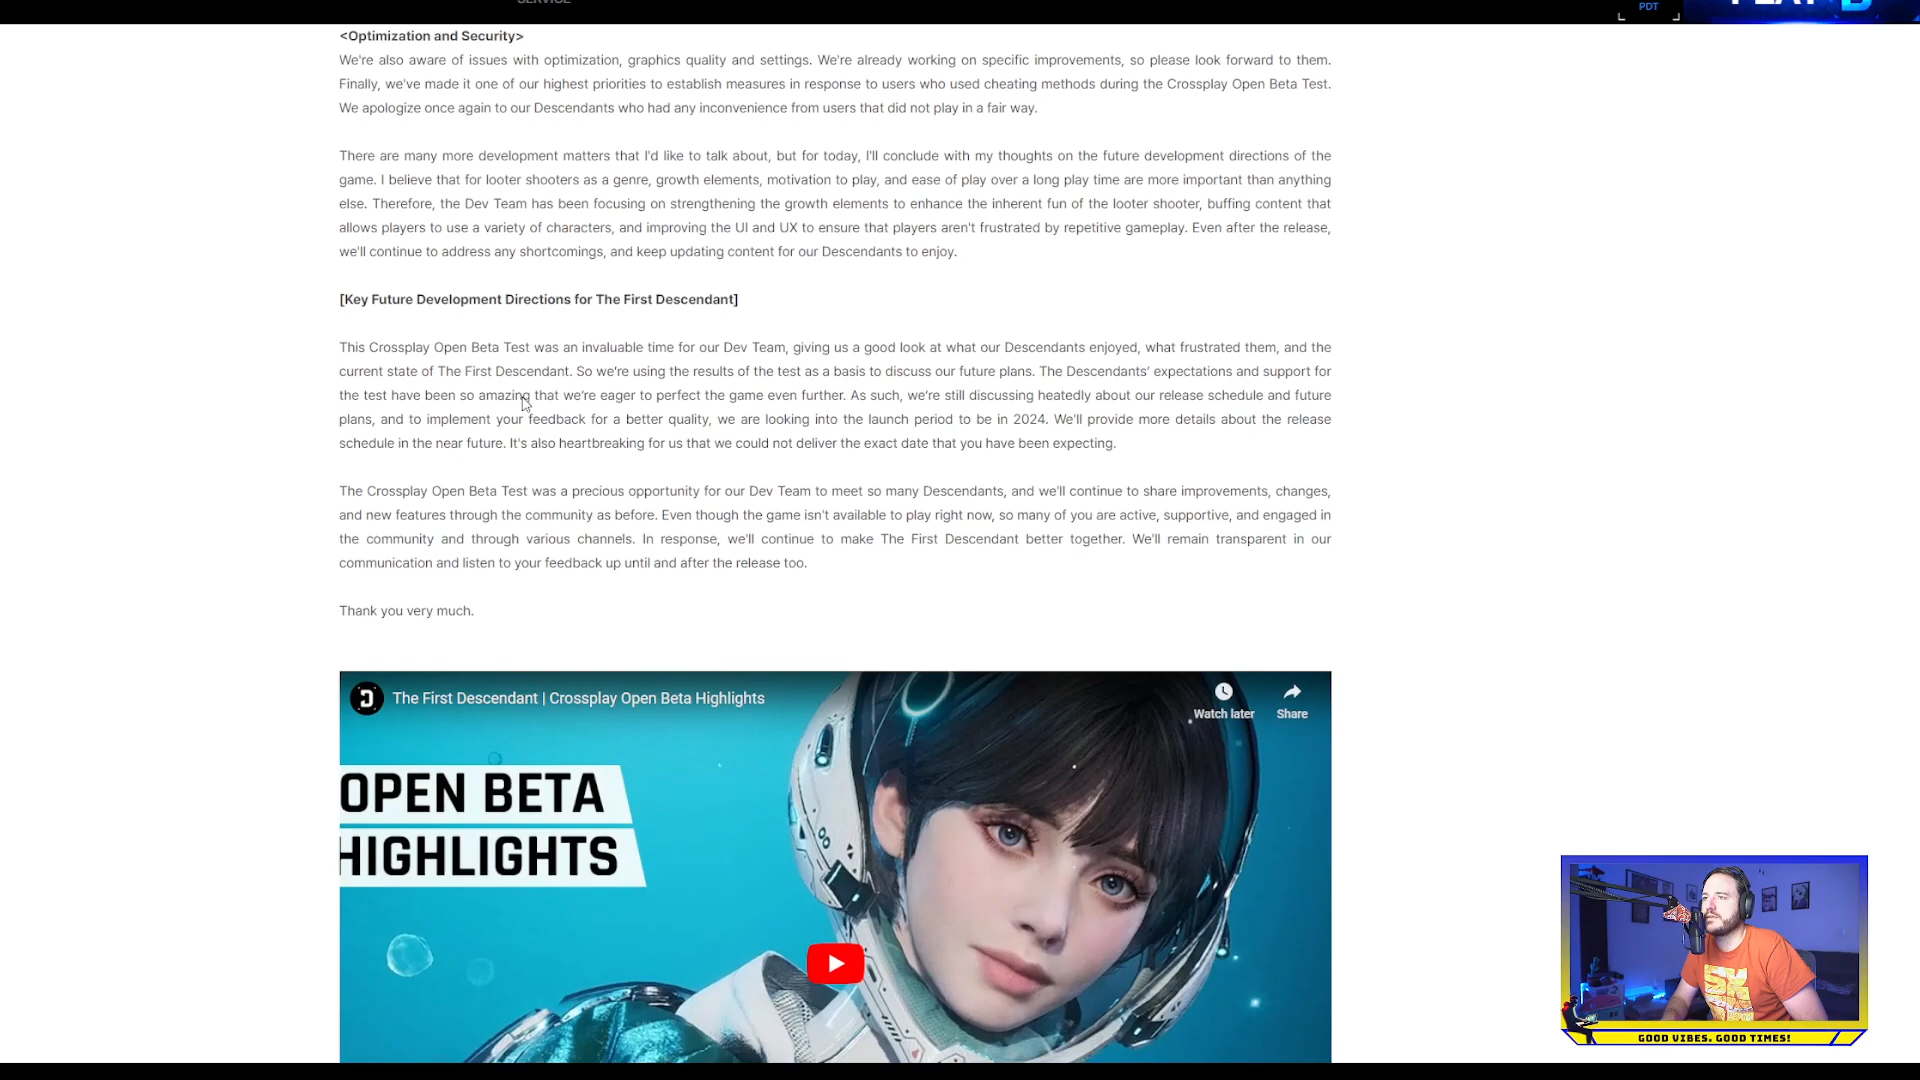 SERVICE
PDT
<Optimization and Security>
We're also aware of issues with optimization, graphics quality and settings. We're already working on specific improvements, so please look forward to them.
Finally, we've made it one of our highest priorities to establish measures in response to users who used cheating methods during the Crossplay Open Beta Test.
We apologize once again to our Descendants who had any inconvenience from users that did not play in a fair way.
There are many more development matters that I'd like to talk about, but for today, I'll conclude with my thoughts on the future development directions of the
game. I believe that for looter shooters as a genre, growth elements, motivation to play, and ease of play over a long play time are more important than anything
else. Therefore, the Dev Team has been focusing on strengthening the growth elements to enhance the inherent fun of the looter shooter, buffing content that
allows players to use a variety of characters, and improving the UI and UX to ensure that players aren't frustrated by repetitive gameplay. Even after the release,
we'll continue to address any shortcomings, and keep updating content for our Descendants to enjoy.
[Key Future Development Directions for The First Descendant]
This Crossplay Open Beta Test was an invaluable time for our Dev Team, giving us a good look at what our Descendants enjoyed, what frustrated them, and the
current state of The First Descendant. So we're using the results of the test as a basis to discuss our future plans. The Descendants' expectations and support for
the test have been so amazing that we're eager to perfect the game even further. As such, we're still discussing heatedly about our release schedule and future
plans, and to implement your feedback for a better quality, we are looking into the launch period to be in 2024. We'll provide more details about the release
schedule in the near future. It's also heartbreaking for us that we could not deliver the exact date that you have been expecting.
The Crossplay Open Beta Test was a precious opportunity for our Dev Team to meet so many Descendants, and we'll continue to share improvements, changes,
and new features through the community as before. Even though the game isn't available to play right now, so many of you are active, supportive, and engaged in
the community and through various channels. In response, we'll continue to make The First Descendant better together. We'll remain transparent in our
communication and listen to your feedback up until and after the release too.
Thank you very much.
The First Descendant | Crossplay Open Beta Highlights
Watch later
Share
OPEN BETA
HIGHLIGHTS
GOOD VIBES. GOOD TIMES!